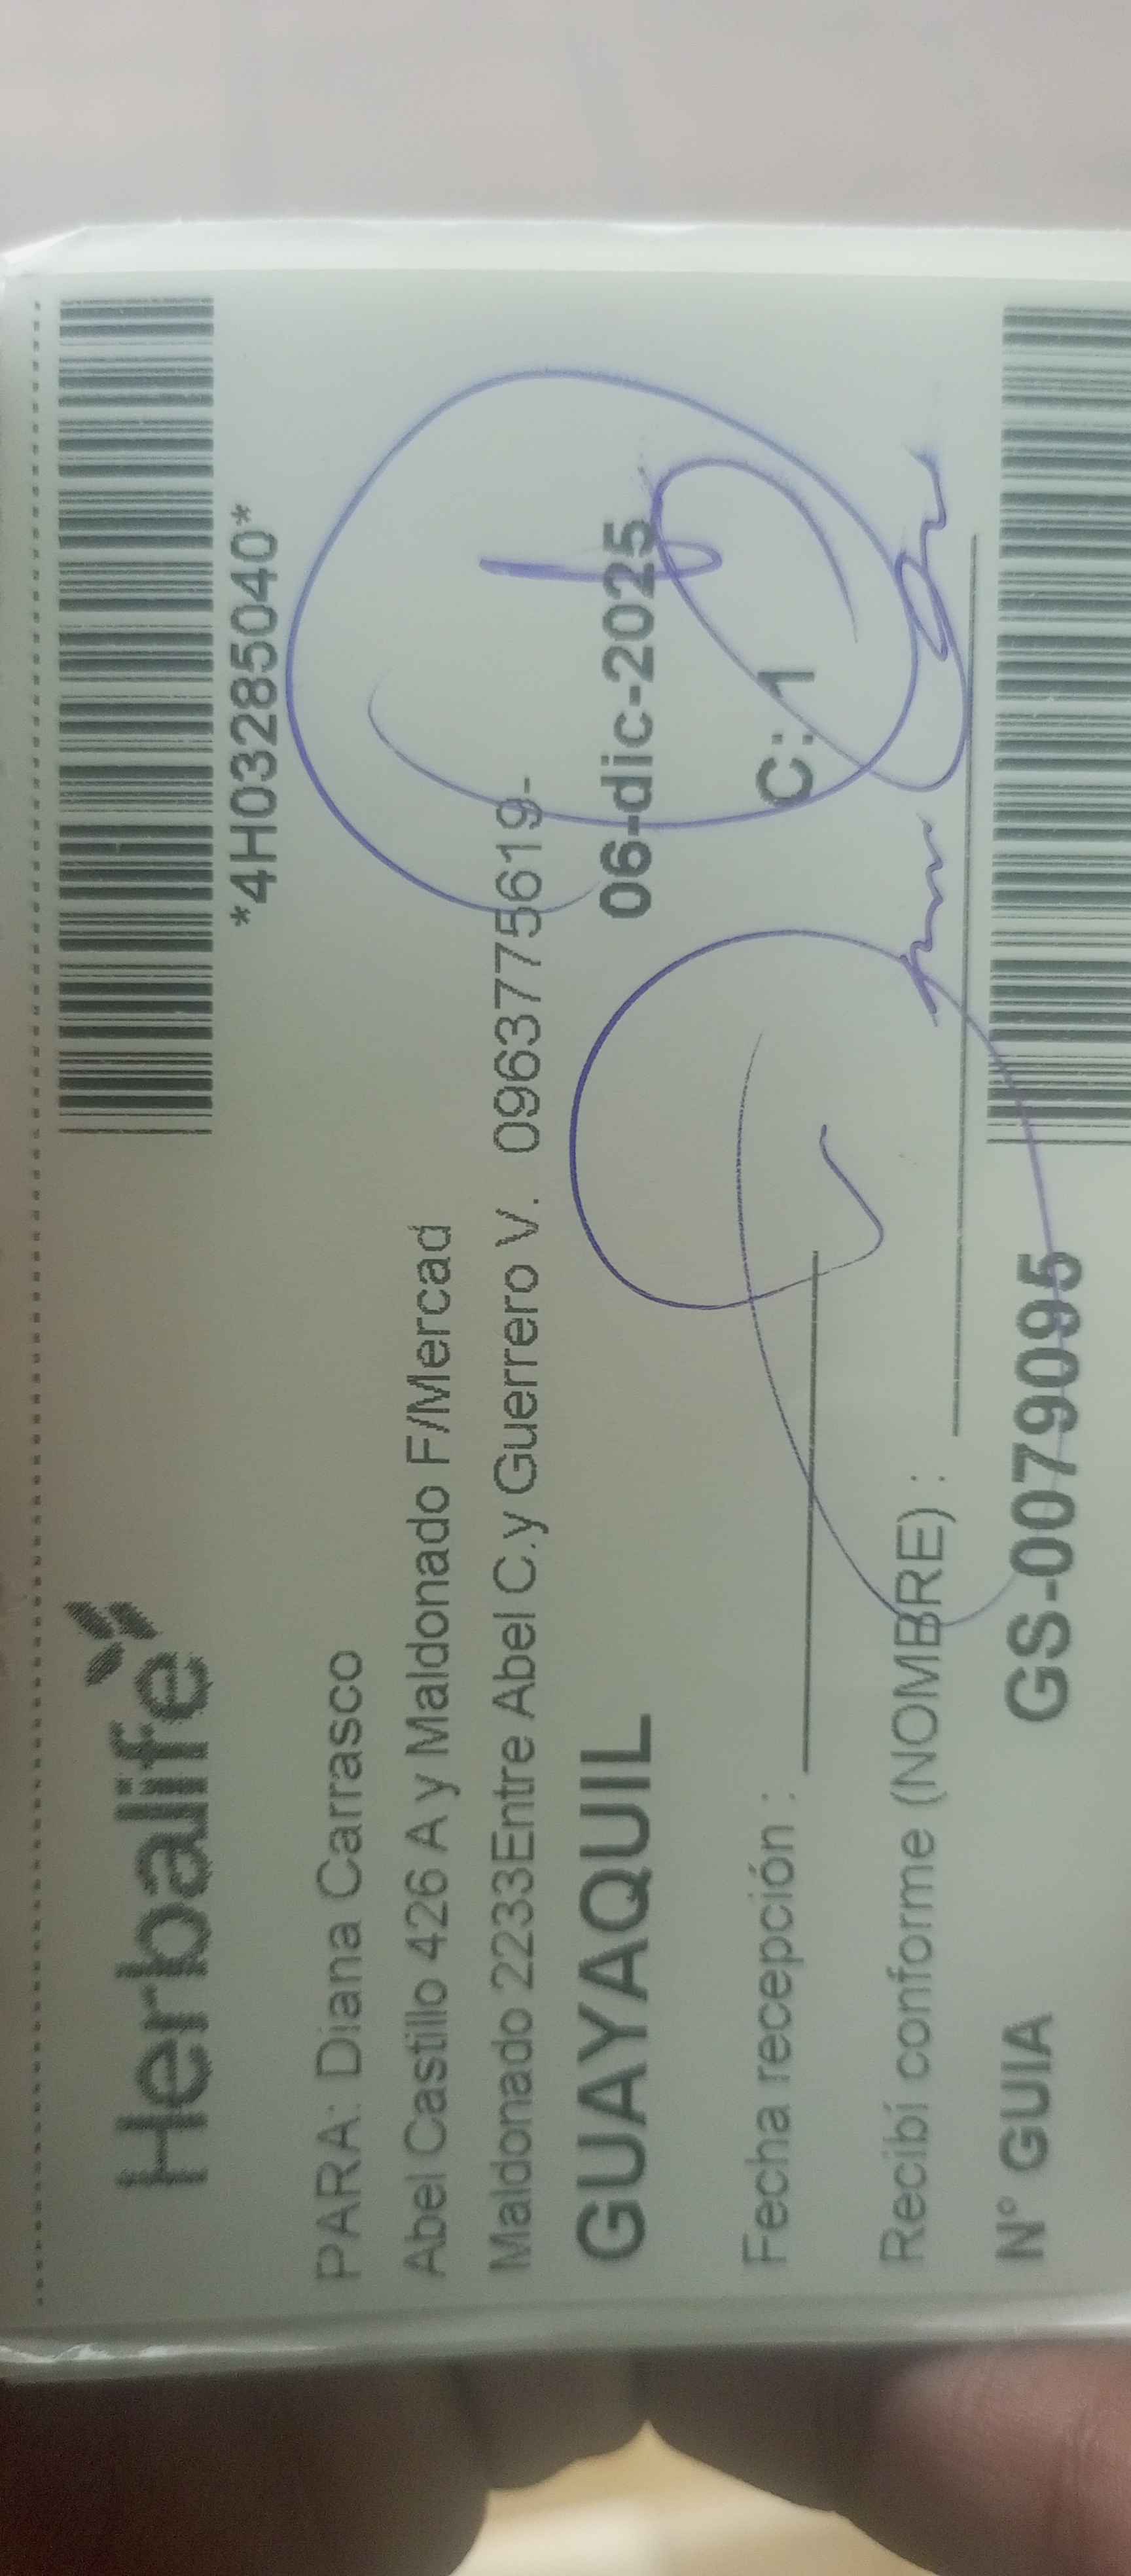 Herbalife
*4H03285040*
PARA: Diana Carrasco
Abel Castillo 426 A y Maldonado F/Mercad
Maldonado 2233Entre Abel C.y Guerrero V. 0963775619-
GUAYAQUIL 06-dic-2025
Fecha recepción : C: 1
Recibí conforme (NOMBRE) :
N° GUIA GS-0079095